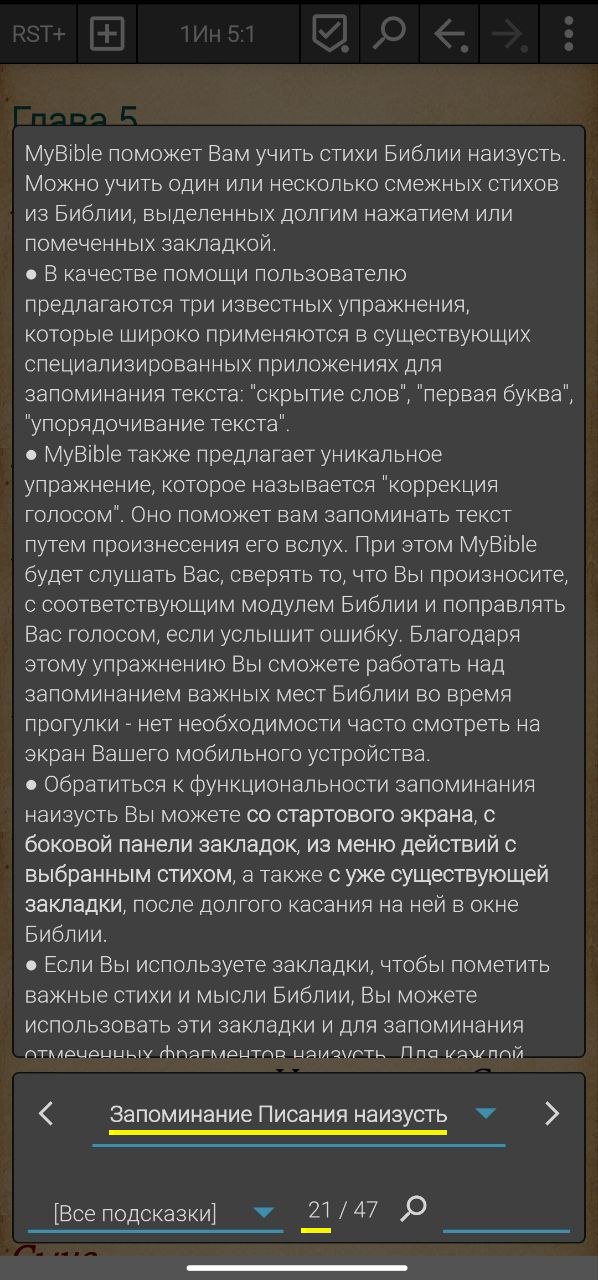 RST+ 1Ин 5:1
Глава 5
MyBible поможет Вам учить стихи Библии наизусть.
Можно учить один или несколько смежных стихов
из Библии, выделенных долгим нажатием или
помеченных закладкой.
● В качестве помощи пользователю
предлагаются три известных упражнения,
которые широко применяются в существующих
специализированных приложениях для
запоминания текста: "скрытие слов", "первая буква",
"упорядочивание текста".
● MyBible также предлагает уникальное
упражнение, которое называется "коррекция
голосом". Оно поможет вам запоминать текст
путем произнесения его вслух. При этом MyBible
будет слушать Вас, сверять то, что Вы произносите,
с соответствующим модулем Библии и поправлять
Вас голосом, если услышит ошибку. Благодаря
этому упражнению Вы сможете работать над
запоминанием важных мест Библии во время
прогулки - нет необходимости часто смотреть на
экран Вашего мобильного устройства.
● Обратиться к функциональности запоминания
наизусть Вы можете со стартового экрана, с
боковой панели закладок, из меню действий с
выбранным стихом, а также с уже существующей
закладки, после долгого касания на ней в окне
Библии.
● Если Вы используете закладки, чтобы пометить
важные стихи и мысли Библии, Вы можете
использовать эти закладки и для запоминания
отмеченных фрагментов наизусть. Для каждой
Запоминание Писания наизусть
[Все подсказки] 21 / 47